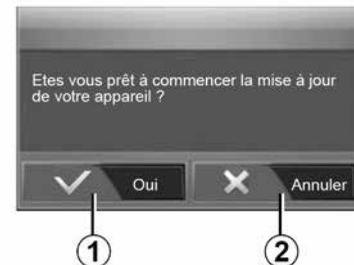 Etes vous prêt à commencer la mise à jour
de votre appareil ?
Oui
Annuler
1
2